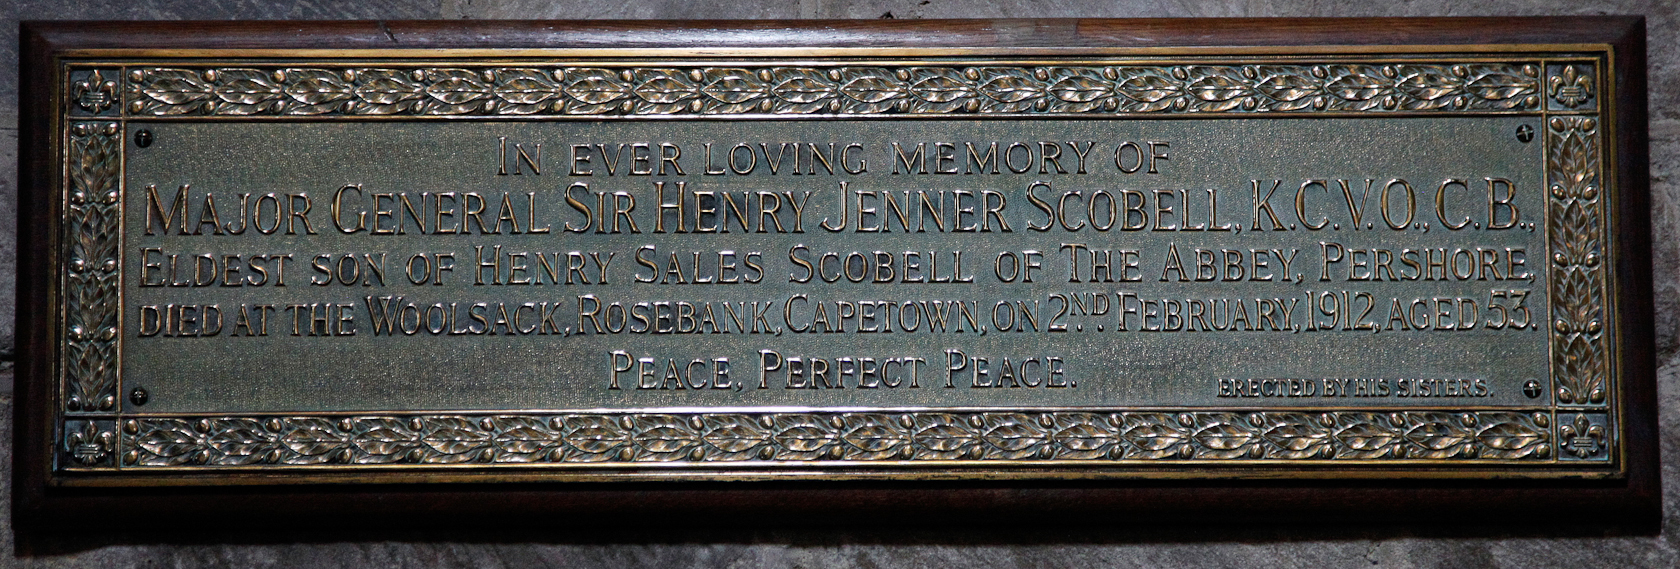 IN EVER LOVING MEMORY OF
MAJOR GENERAL SIR HENRY JENNER SCOBELL, K.C.V.O., C.B.,
ELDEST SON OF HENRY SALES SCOBELL OF THE ABBEY, PERSHORE,
DIED AT THE WOOLSACK, ROSEBANK, CAPETOWN, ON 2ND. FEBRUARY, 1912, AGED 53.
PEACE, PERFECT PEACE.
ERECTED BY HIS SISTERS.